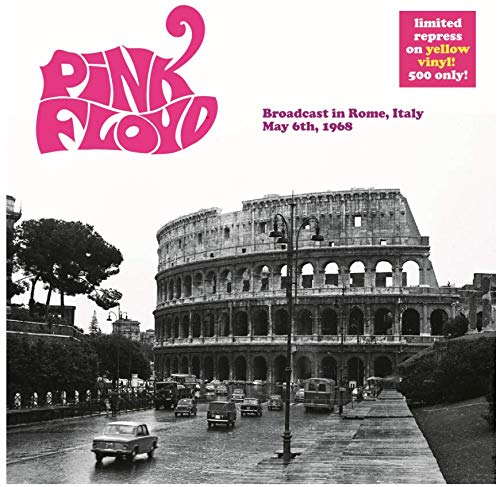 PINK
FLOYD
limited
repress
on yellow
vinyl!
500 only!
Broadcast in Rome, Italy
May 6th, 1968